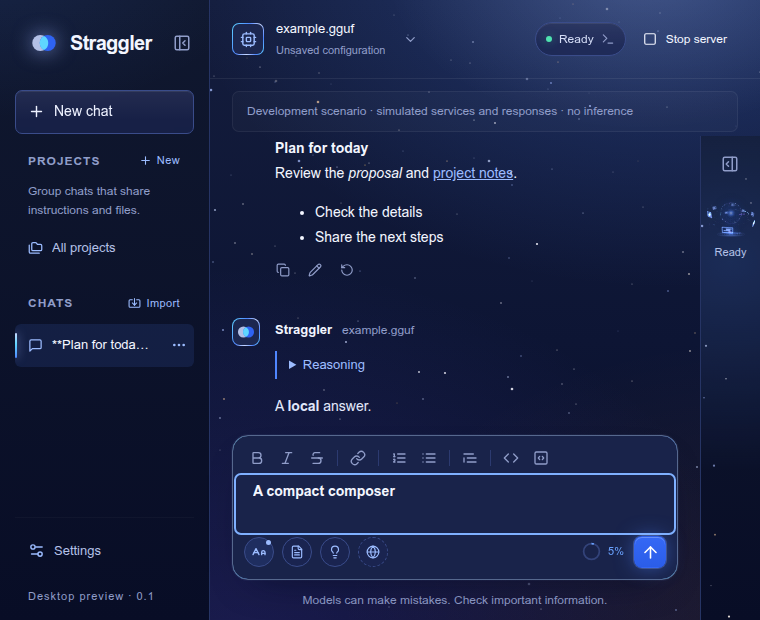 Straggler
New chat
PROJECTS
New
Group chats that share
instructions and files.
All projects
CHATS
Import
**Plan for toda…
Settings
Desktop preview · 0.1
example.gguf
Unsaved configuration
Ready
Stop server
Development scenario · simulated services and responses · no inference
Plan for today
Review the proposal and project notes.
Check the details
Share the next steps
Straggler example.gguf
Reasoning
A local answer.
A compact composer
5%
Models can make mistakes. Check important information.
Ready